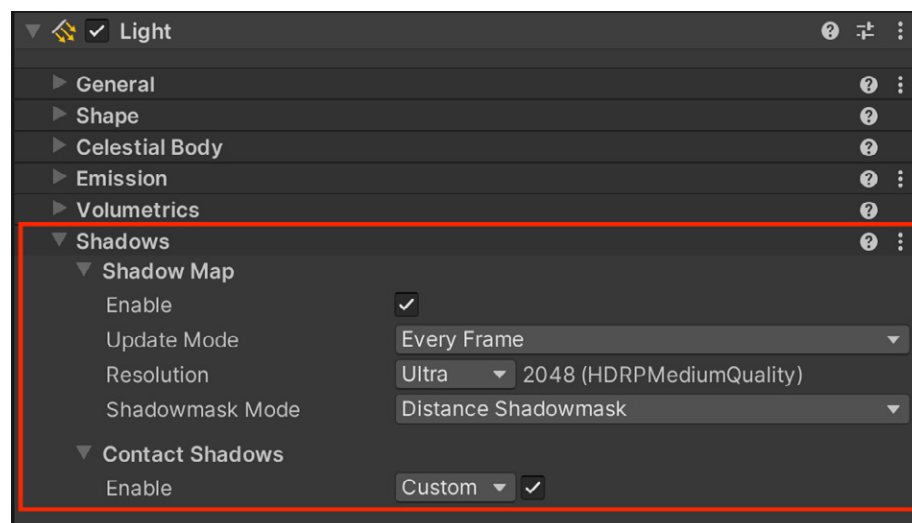 Light
General
Shape
Celestial Body
Emission
Volumetrics
Shadows
Shadow Map
Enable
Update Mode Every Frame
Resolution Ultra 2048 (HDRPMediumQuality)
Shadowmask Mode Distance Shadowmask
Contact Shadows
Enable Custom